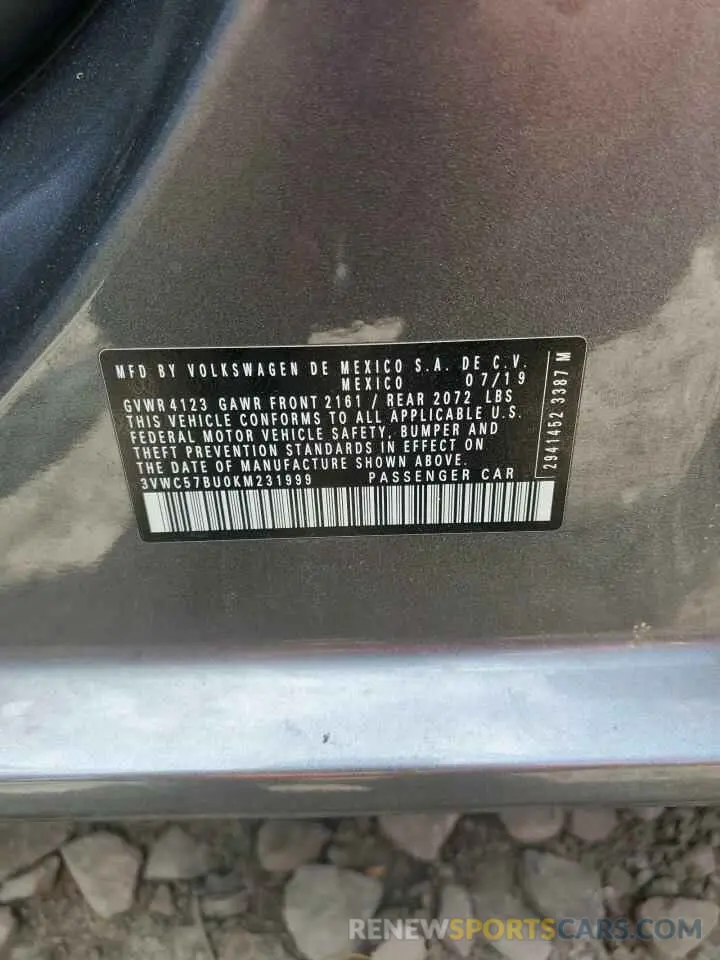 MFD BY VOLKSWAGEN DE MEXICO S.A. DE C.V.
MEXICO 07/19
GVWR 4123 GAWR FRONT 2161 / REAR 2072 LBS
THIS VEHICLE CONFORMS TO ALL APPLICABLE U.S.
FEDERAL MOTOR VEHICLE SAFETY, BUMPER AND
THEFT PREVENTION STANDARDS IN EFFECT ON
THE DATE OF MANUFACTURE SHOWN ABOVE.
3VWC57BU0KM231999 PASSENGER CAR
2941452 3387 M
RENEWSPORTSCARS.COM